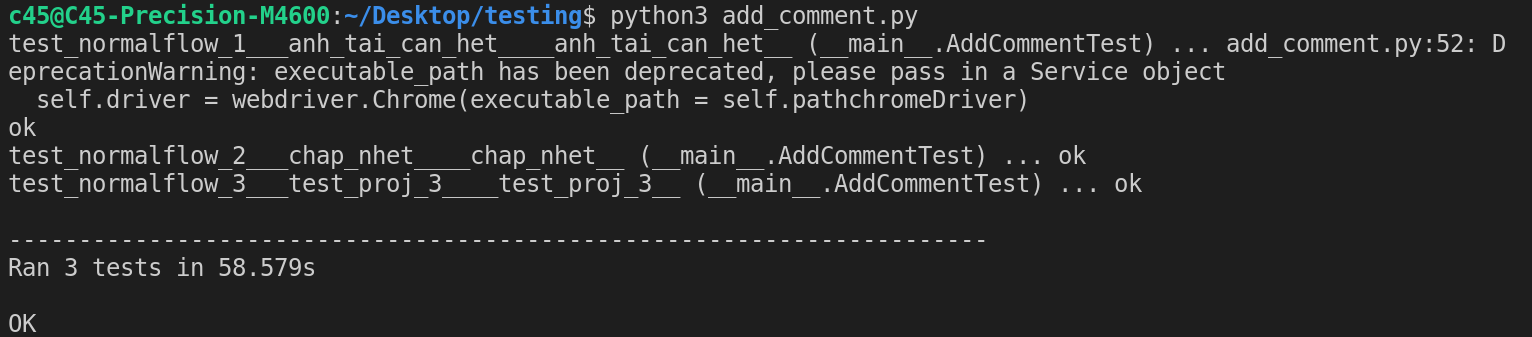 c45@C45-Precision-M4600:~/Desktop/testing$ python3 add_comment.py
test_normalflow_1___anh_tai_can_het____anh_tai_can_het__ (__main__.AddCommentTest) ... add_comment.py:52: D
eprecationWarning: executable_path has been deprecated, please pass in a Service object
  self.driver = webdriver.Chrome(executable_path = self.pathchromeDriver)
ok
test_normalflow_2___chap_nhet____chap_nhet__ (__main__.AddCommentTest) ... ok
test_normalflow_3___test_proj_3____test_proj_3__ (__main__.AddCommentTest) ... ok
----------------------------------------------------------------------
Ran 3 tests in 58.579s
OK